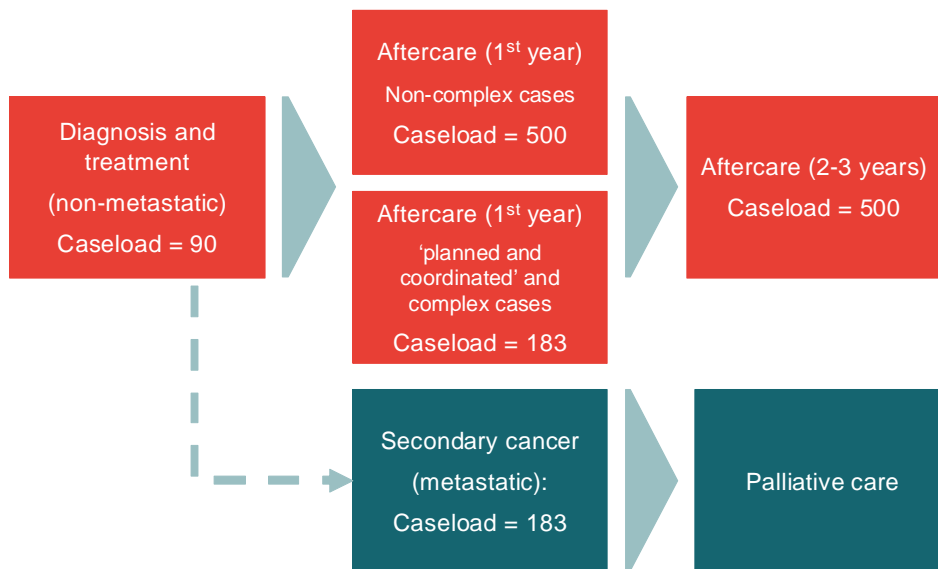 Diagnosis and
treatment
(non-metastatic)
Caseload = 90
Aftercare (1st year)
Non-complex cases
Caseload = 500
Aftercare (1st year)
‘planned and
coordinated’ and
complex cases
Caseload = 183
Aftercare (2-3 years)
Caseload = 500
Secondary cancer
(metastatic):
Caseload = 183
Palliative care